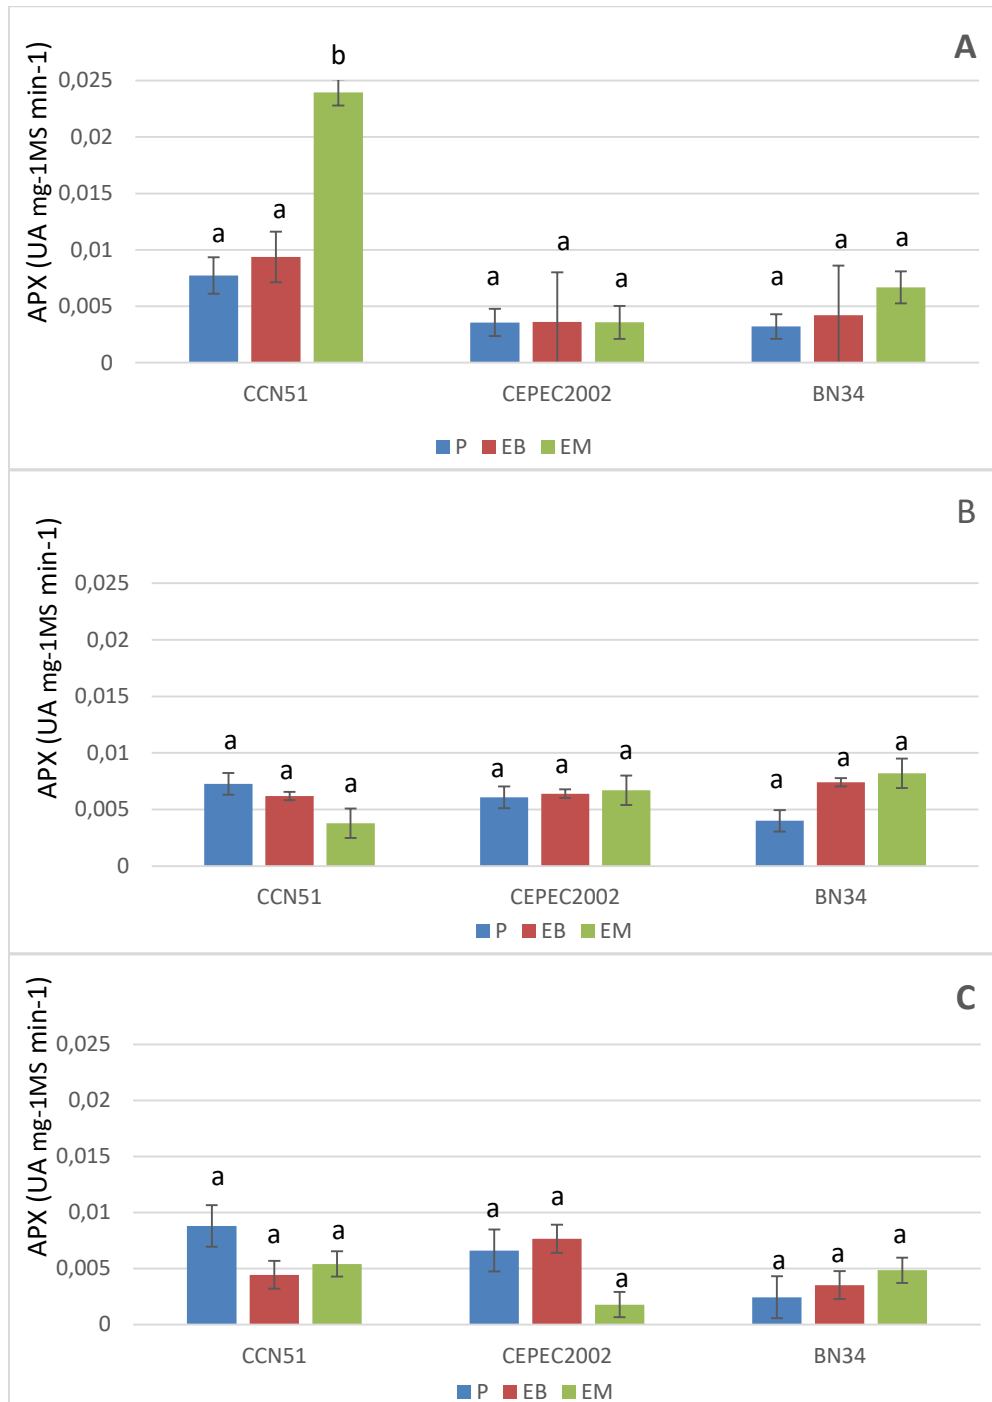 A
APX (UA mg-1MS min-1)
b
0,025
0,02
0,015
a a
0,01
a a a
a a a
0,005
0
CCN51 CEPEC2002 BN34
P EB EM
B
APX (UA mg-1MS min-1)
0,025
0,02
0,015
0,01
a a a
a a a
a a a
0,005
0
CCN51 CEPEC2002 BN34
P EB EM
C
APX (UA mg-1MS min-1)
0,025
0,02
0,015
a
0,01
a a a
a a
a a a
0,005
0
CCN51 CEPEC2002 BN34
P EB EM